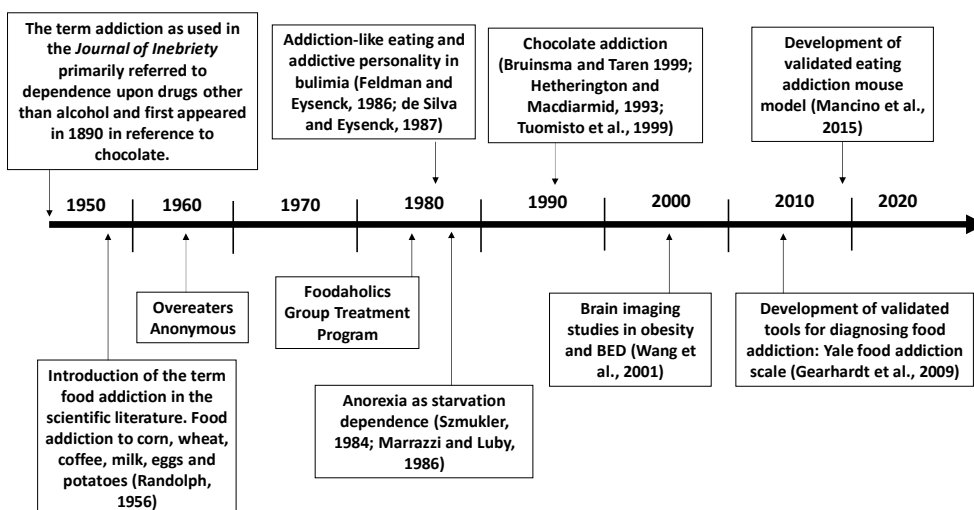 The term addiction as used in
the Journal of Inebriety
primarily referred to
dependence upon drugs other
than alcohol and first appeared
in 1890 in reference to
chocolate.
Addiction-like eating and
addictive personality in
bulimia (Feldman and
Eysenck, 1986; de Silva
and Eysenck, 1987)
Chocolate addiction
(Bruinsma and Taren 1999;
Hetherington and
Macdiarmid, 1993;
Tuomisto et al., 1999)
Development of
validated eating
addiction mouse
model (Mancino et al.,
2015)
1950 1960 1970 1980 1990 2000 2010 2020
Overeaters
Anonymous
Foodaholics
Group Treatment
Program
Brain imaging
studies in obesity
and BED (Wang et
al., 2001)
Development of validated
tools for diagnosing food
addiction: Yale food addiction
scale (Gearhardt et al., 2009)
Introduction of the term
food addiction in the
scientific literature. Food
addiction to corn, wheat,
coffee, milk, eggs and
potatoes (Randolph,
1956)
Anorexia as starvation
dependence (Szmukler,
1984; Marrazzi and Luby,
1986)